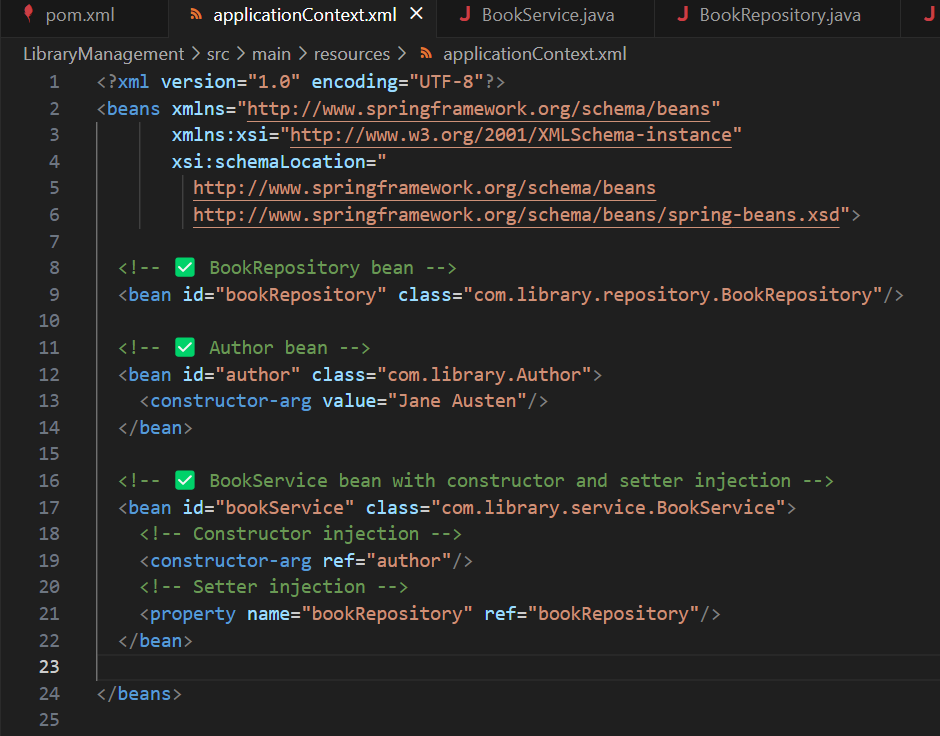 pom.xml applicationContext.xml × BookService.java BookRepository.java
LibraryManagement > src > main > resources > applicationContext.xml
1 <?xml version="1.0" encoding="UTF-8"?>
2 <beans xmlns="http://www.springframework.org/schema/beans"
3 xmlns:xsi="http://www.w3.org/2001/XMLSchema-instance"
4 xsi:schemaLocation="
5 http://www.springframework.org/schema/beans
6 http://www.springframework.org/schema/beans/spring-beans.xsd">
7
8 <!-- ✅ BookRepository bean -->
9 <bean id="bookRepository" class="com.library.repository.BookRepository"/>
10
11 <!-- ✅ Author bean -->
12 <bean id="author" class="com.library.Author">
13 <constructor-arg value="Jane Austen"/>
14 </bean>
15
16 <!-- ✅ BookService bean with constructor and setter injection -->
17 <bean id="bookService" class="com.library.service.BookService">
18 <!-- Constructor injection -->
19 <constructor-arg ref="author"/>
20 <!-- Setter injection -->
21 <property name="bookRepository" ref="bookRepository"/>
22 </bean>
23
24 </beans>
25